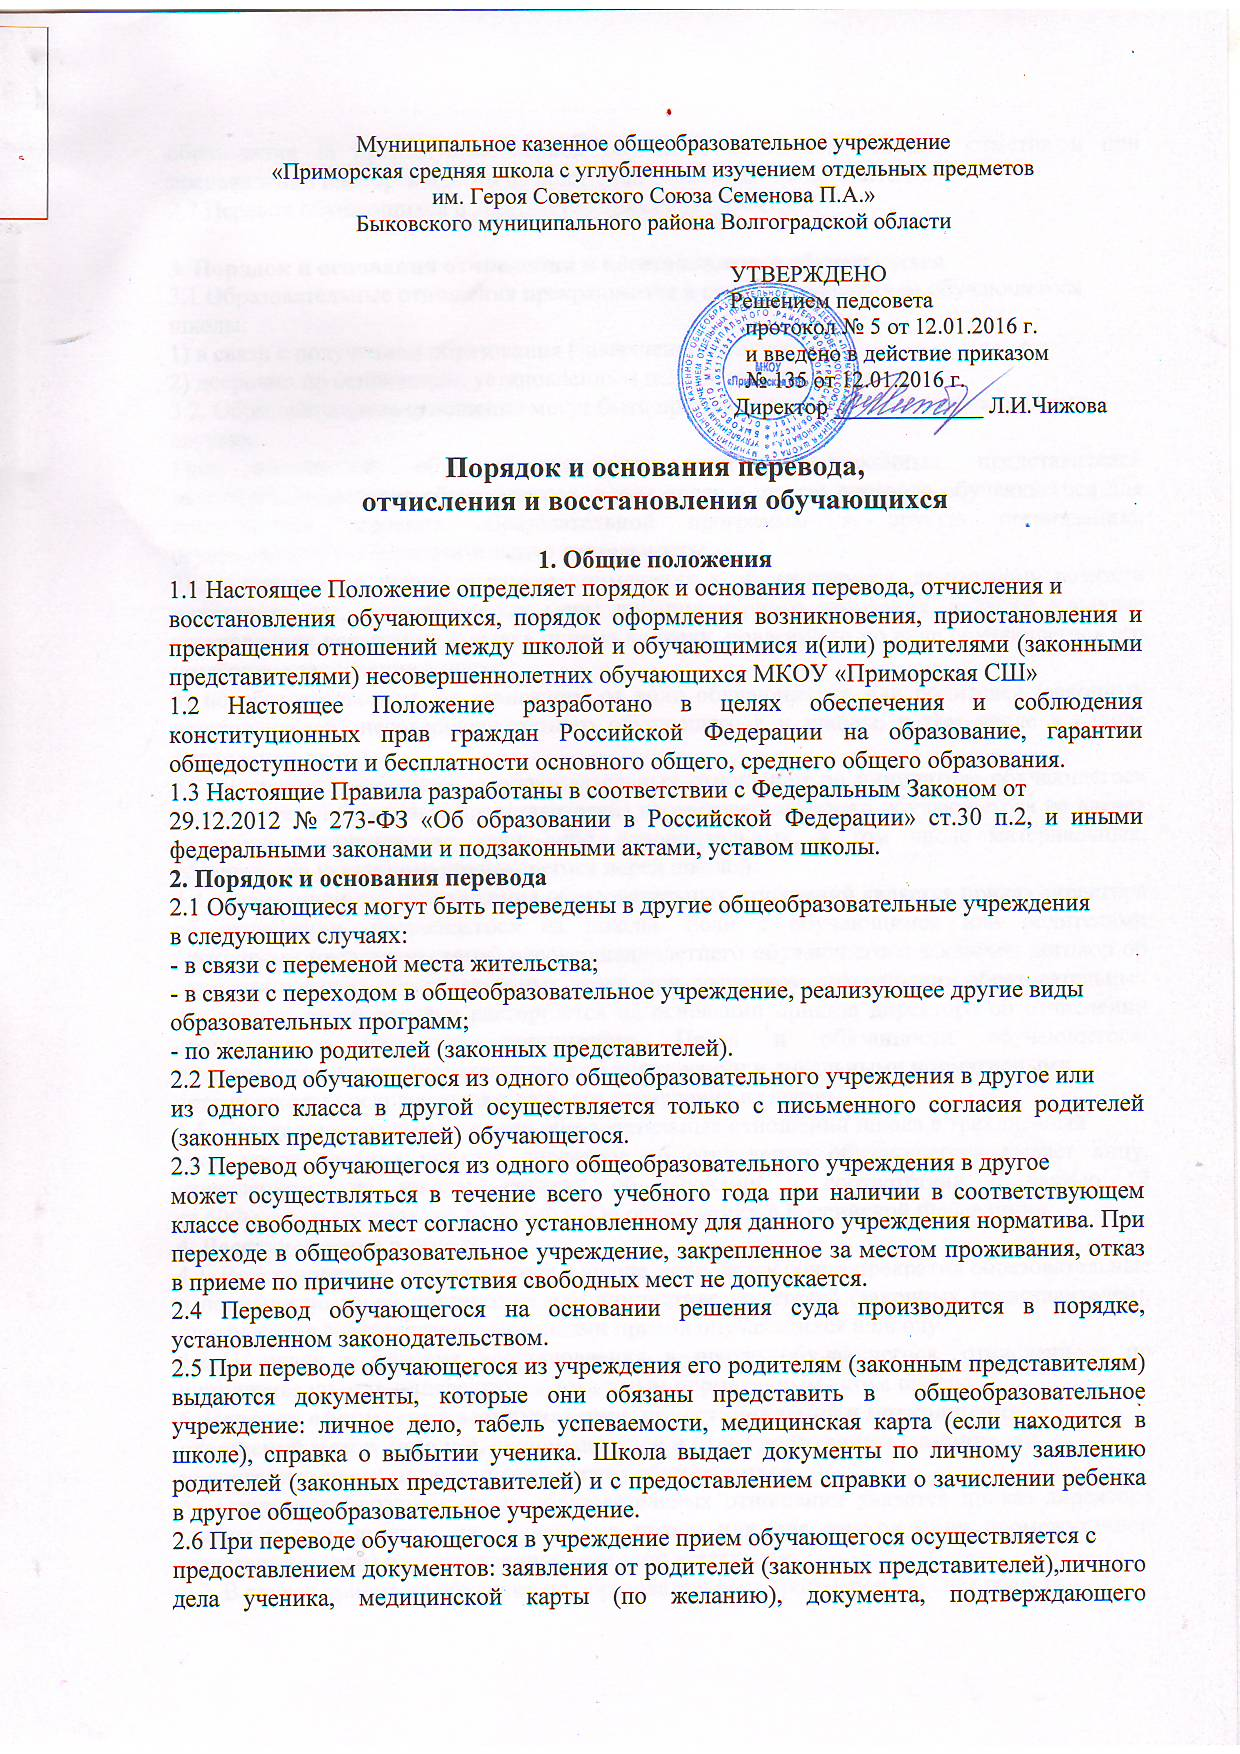 Муниципальное казенное общеобразовательное учреждение
«Приморская средняя школа с углубленным изучением отдельных предметов
им. Героя Советского Союза Семенова П.А.»
Быковского муниципального района Волгоградской области
УТВЕРЖДЕНО
Решением педсовета
протокол № 5 от 12.01.2016 г.
и введено в действие приказом
№ 135 от 12.01.2016 г.
Директор ____________ Л.И.Чижова
МКОУ
Порядок и основания перевода,
отчисления и восстановления обучающихся
1. Общие положения
1.1 Настоящее Положение определяет порядок и основания перевода, отчисления и
восстановления обучающихся, порядок оформления возникновения, приостановления и
прекращения отношений между школой и обучающимися и(или) родителями (законными
представителями) несовершеннолетних обучающихся МКОУ «Приморская СШ»
1.2 Настоящее Положение разработано в целях обеспечения и соблюдения
конституционных прав граждан Российской Федерации на образование, гарантии
общедоступности и бесплатности основного общего, среднего общего образования.
1.3 Настоящие Правила разработаны в соответствии с Федеральным Законом от
29.12.2012 № 273-ФЗ «Об образовании в Российской Федерации» ст.30 п.2, и иными
федеральными законами и подзаконными актами, уставом школы.
2. Порядок и основания перевода
2.1 Обучающиеся могут быть переведены в другие общеобразовательные учреждения
в следующих случаях:
- в связи с переменой места жительства;
- в связи с переходом в общеобразовательное учреждение, реализующее другие виды
образовательных программ;
- по желанию родителей (законных представителей).
2.2 Перевод обучающегося из одного общеобразовательного учреждения в другое или
из одного класса в другой осуществляется только с письменного согласия родителей
(законных представителей) обучающегося.
2.3 Перевод обучающегося из одного общеобразовательного учреждения в другое
может осуществляться в течение всего учебного года при наличии в соответствующем
классе свободных мест согласно установленному для данного учреждения норматива. При
переходе в общеобразовательное учреждение, закрепленное за местом проживания, отказ
в приеме по причине отсутствия свободных мест не допускается.
2.4 Перевод обучающегося на основании решения суда производится в порядке,
установленном законодательством.
2.5 При переводе обучающегося из учреждения его родителям (законным представителям)
выдаются документы, которые они обязаны представить в общеобразовательное
учреждение: личное дело, табель успеваемости, медицинская карта (если находится в
школе), справка о выбытии ученика. Школа выдает документы по личному заявлению
родителей (законных представителей) и с предоставлением справки о зачислении ребенка
в другое общеобразовательное учреждение.
2.6 При переводе обучающегося в учреждение прием обучающегося осуществляется с
предоставлением документов: заявления от родителей (законных представителей),личного
дела ученика, медицинской карты (по желанию), документа, подтверждающего